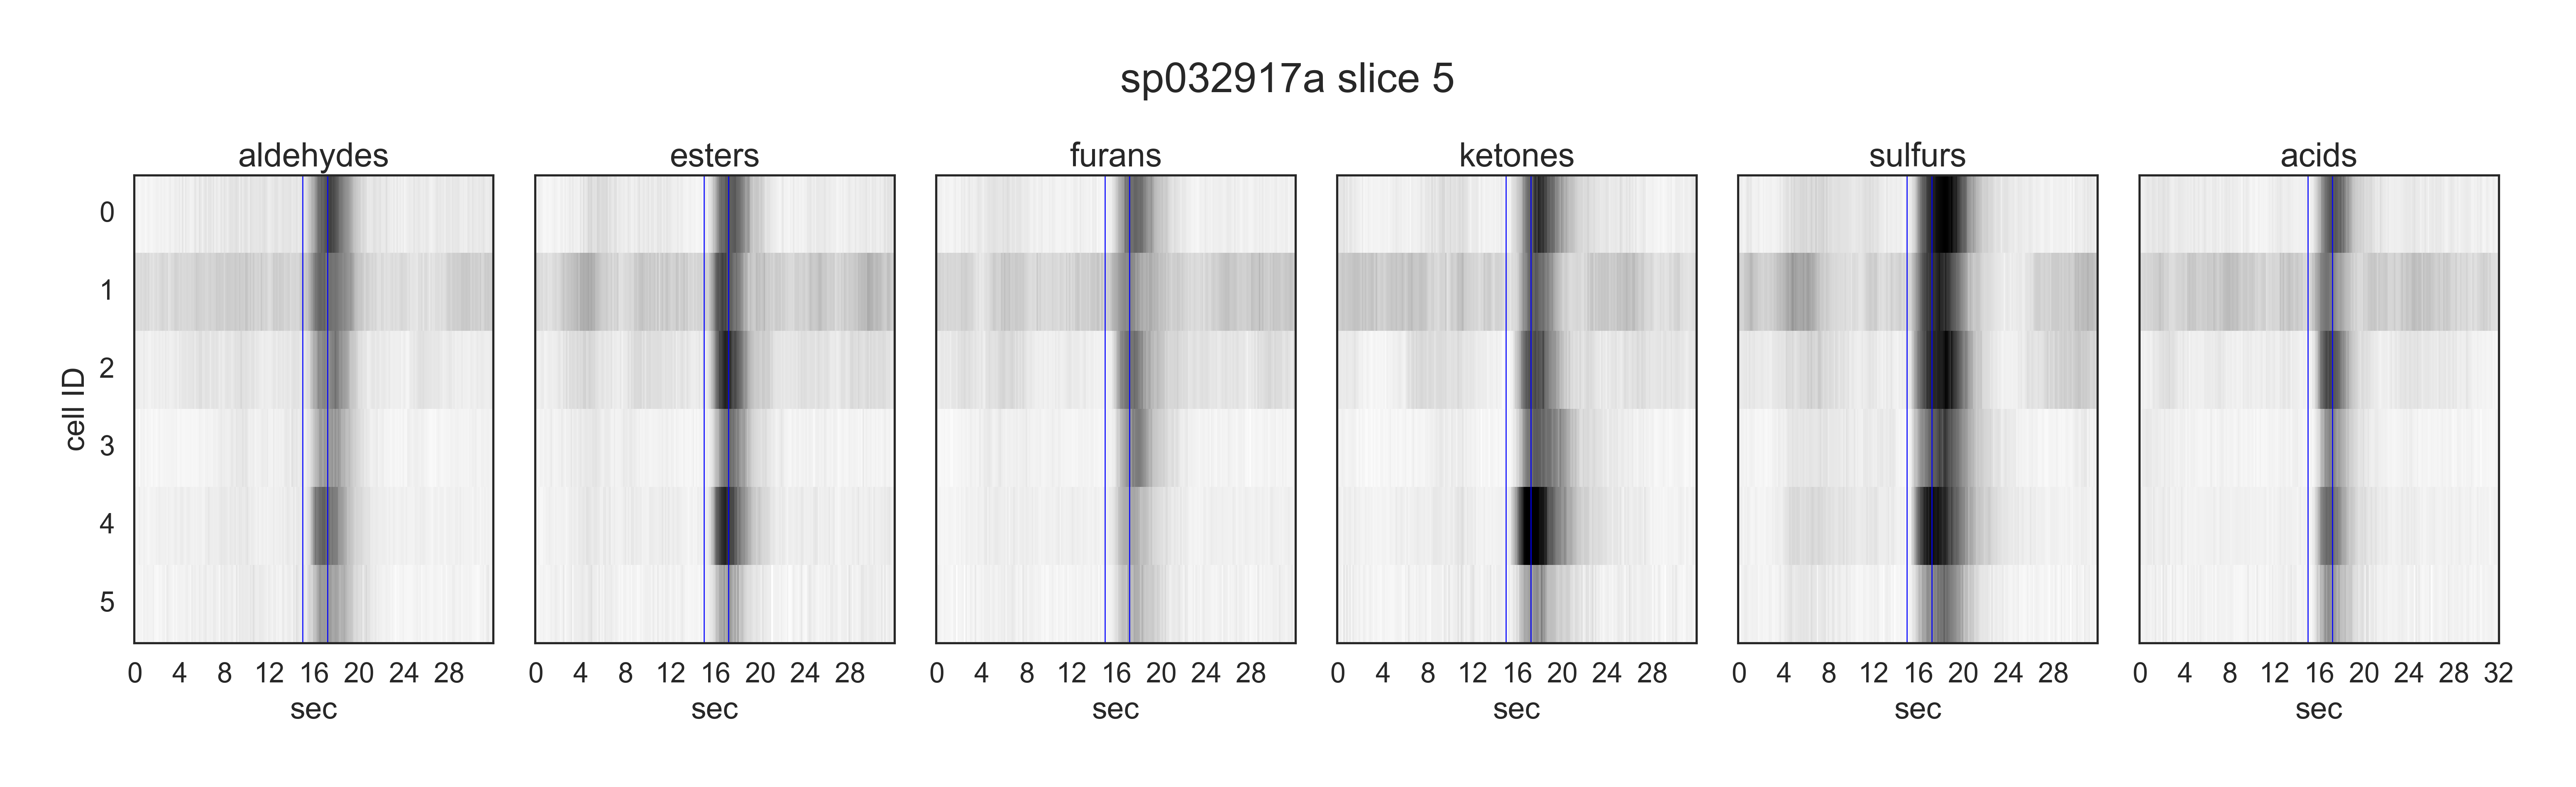 sp032917a slice 5
aldehydes esters furans ketones sulfurs acids
cell ID
0
1
2
3
4
5
0 4 8 12 16 20 24 28 0 4 8 12 16 20 24 28 0 4 8 12 16 20 24 28 0 4 8 12 16 20 24 28 0 4 8 12 16 20 24 28 0 4 8 12 16 20 24 28 32
sec sec sec sec sec sec